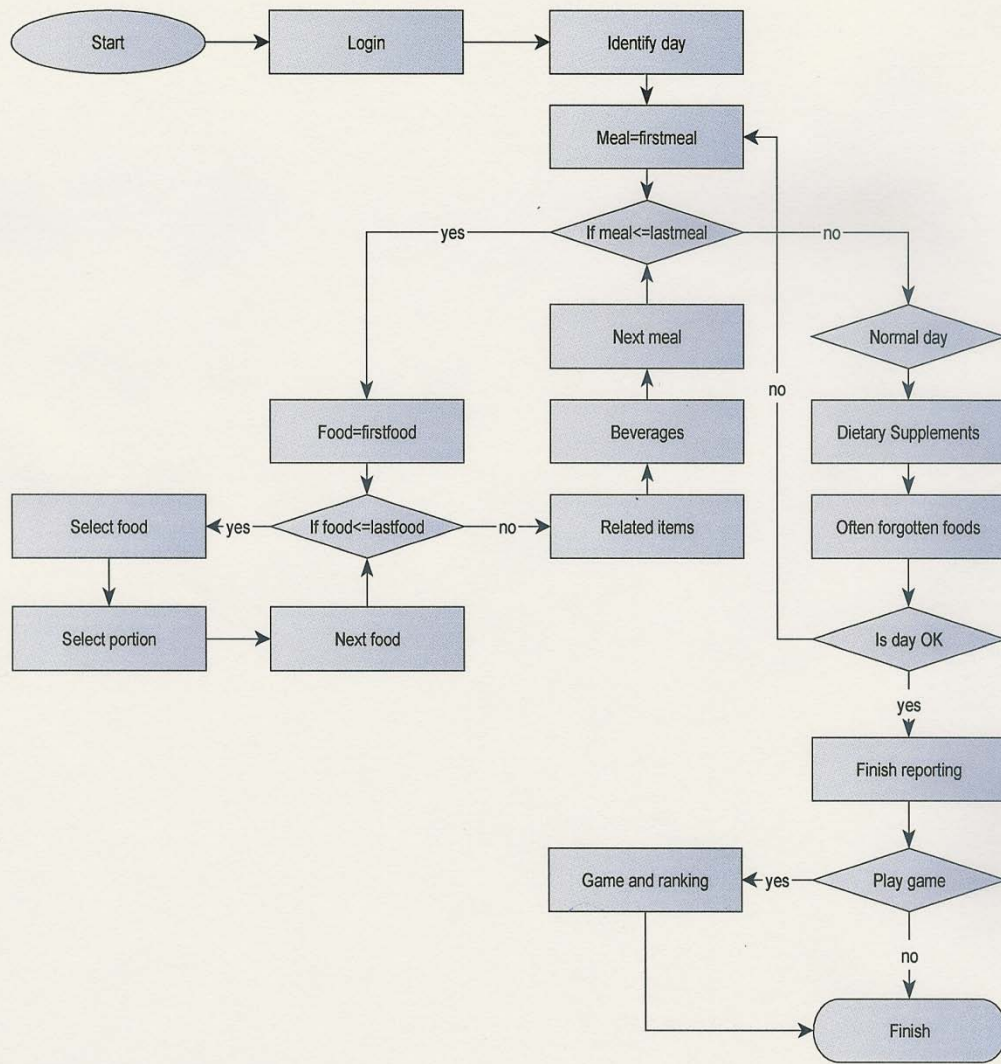 Start
Login
Identify day
Meal=firstmeal
If meal<=lastmeal
yes
no
Next meal
Normal day
no
Food=firstfood
Beverages
Dietary Supplements
Select food
yes
If food<=lastfood
no
Related items
Often forgotten foods
Select portion
Next food
Is day OK
yes
Finish reporting
Game and ranking
yes
Play game
no
Finish